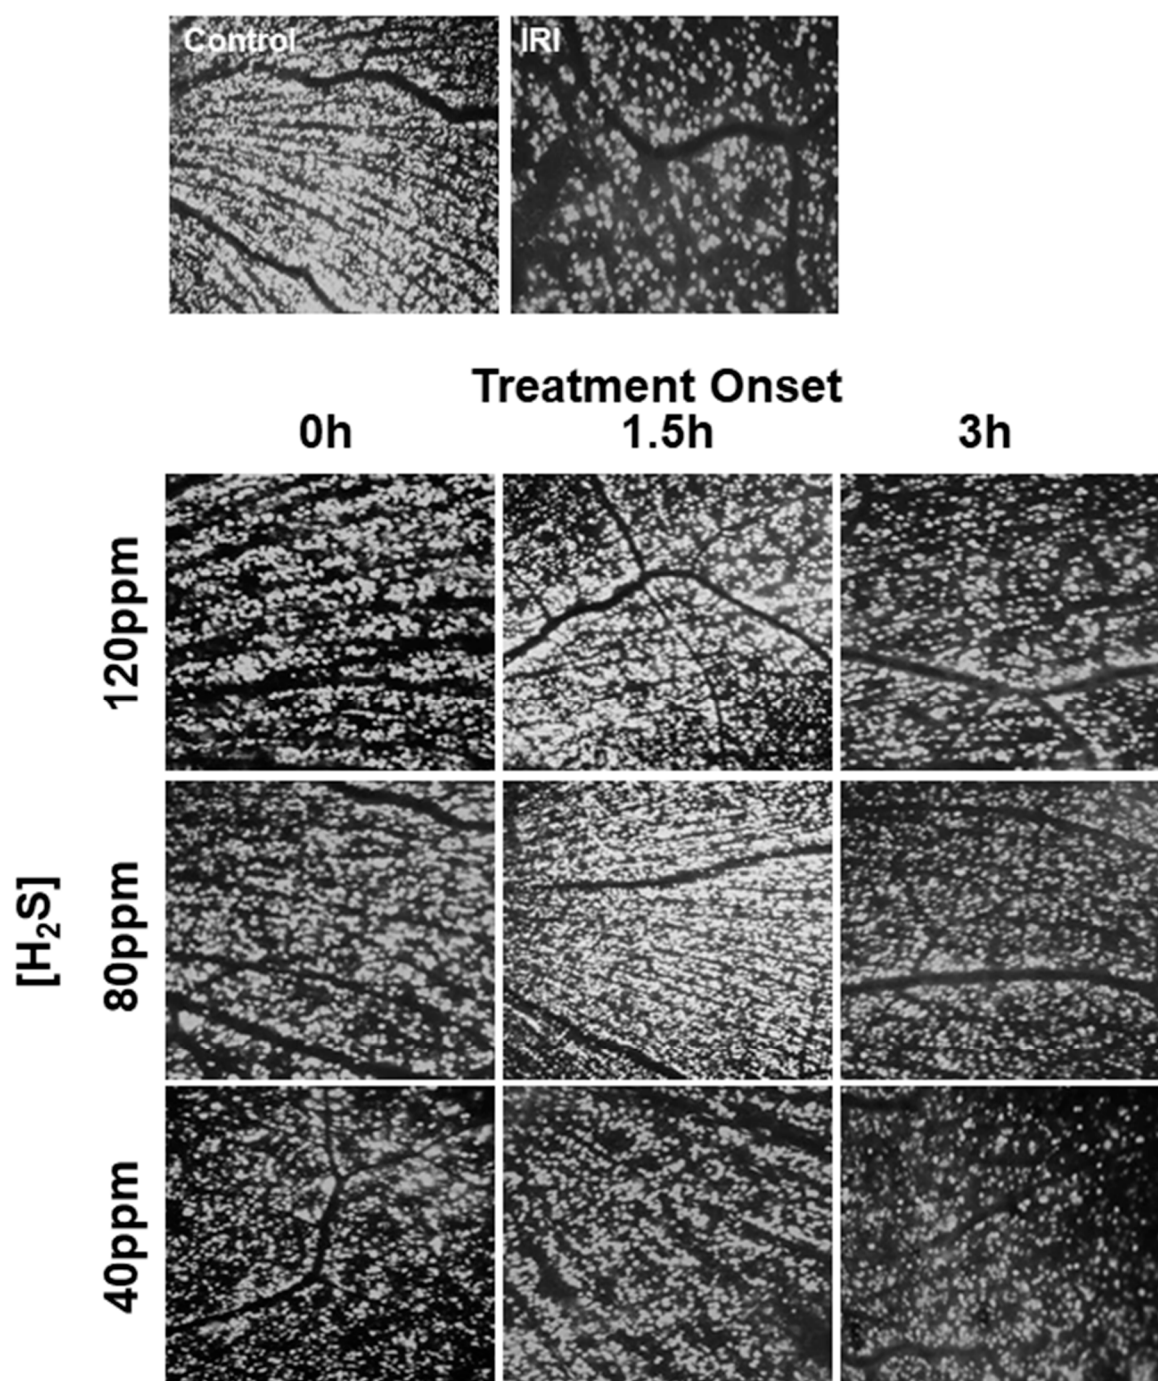 Control
IRI
Treatment Onset
0h
1.5h
3h
120ppm
[H₂S]
80ppm
40ppm